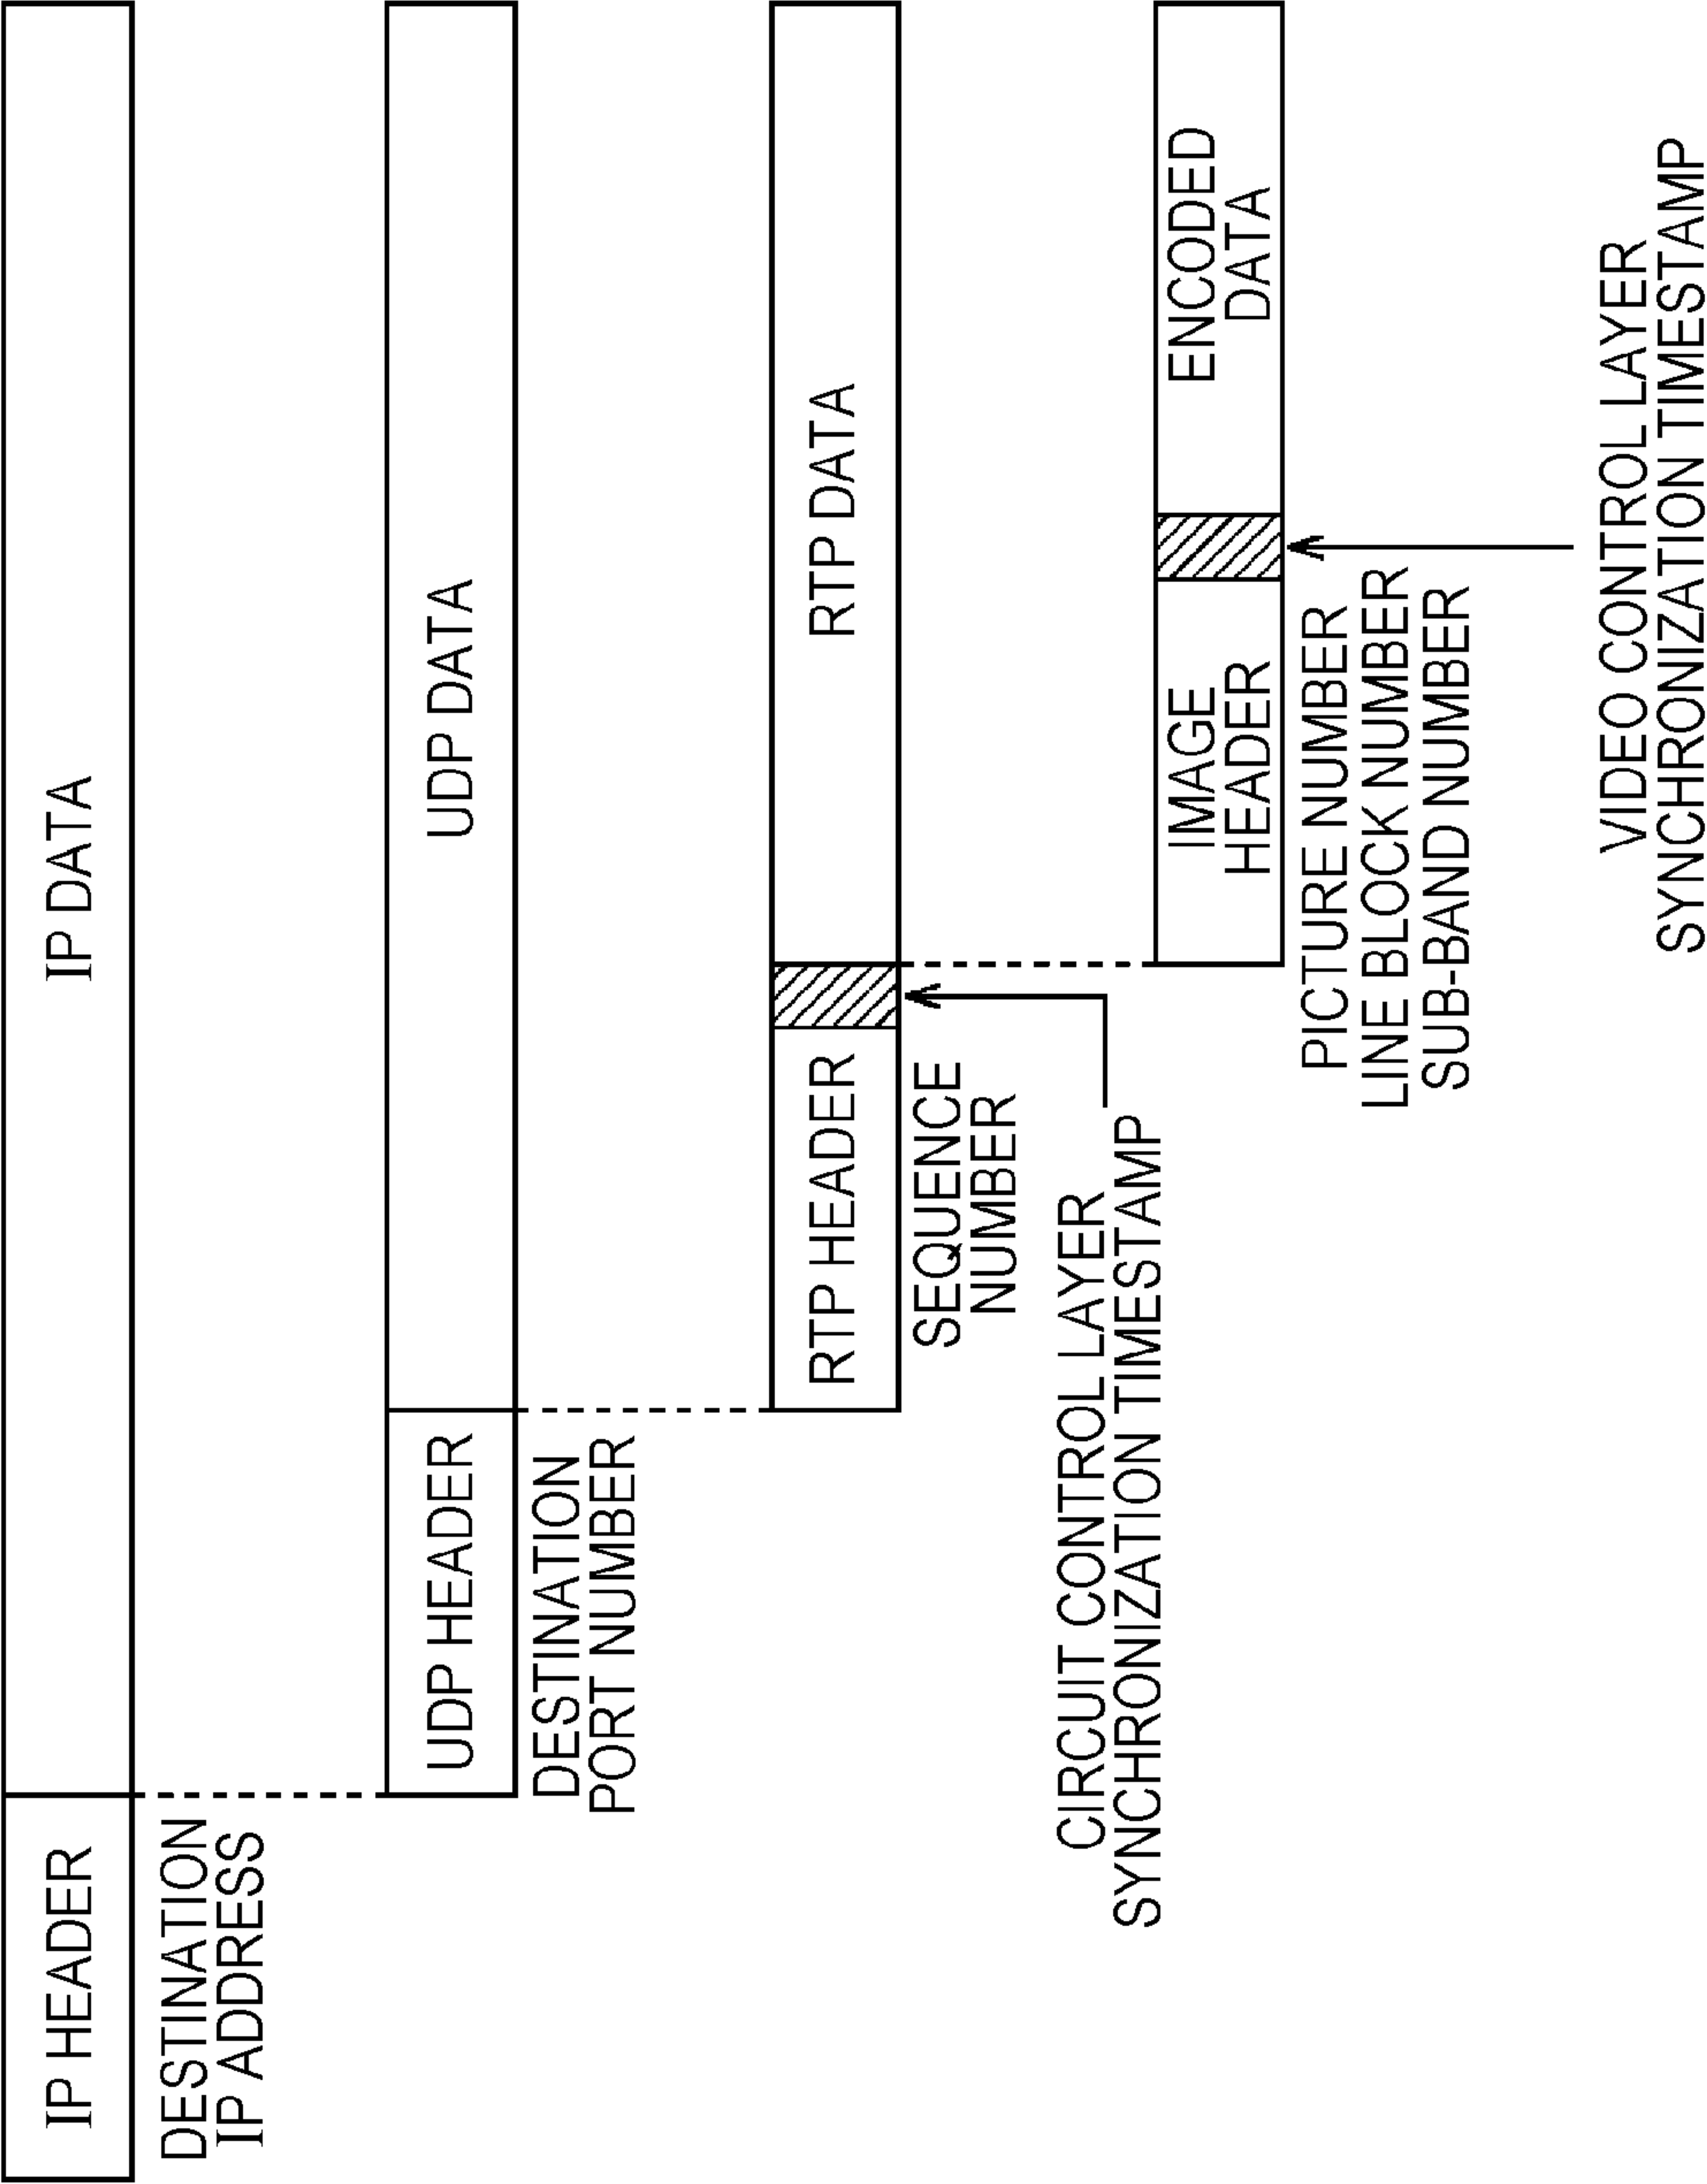 IP HEADER
IP DATA
DESTINATION
IP ADDRESS
UDP HEADER
UDP DATA
DESTINATION
PORT NUMBER
RTP HEADER
RTP DATA
SEQUENCE
NUMBER
CIRCUIT CONTROL LAYER
SYNCHRONIZATION TIMESTAMP
IMAGE
HEADER
ENCODED
DATA
PICTURE NUMBER
LINE BLOCK NUMBER
SUB-BAND NUMBER
VIDEO CONTROL LAYER
SYNCHRONIZATION TIMESTAMP